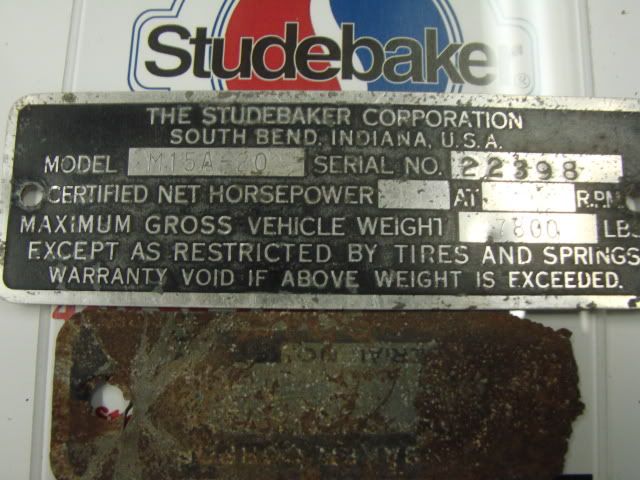 Studebaker®
THE STUDEBAKER CORPORATION
SOUTH BEND, INDIANA, U.S.A.
MODEL M15A-20 SERIAL NO. 22398
CERTIFIED NET HORSEPOWER AT R.P.M
MAXIMUM GROSS VEHICLE WEIGHT 7800 LBS
EXCEPT AS RESTRICTED BY TIRES AND SPRINGS
WARRANTY VOID IF ABOVE WEIGHT IS EXCEEDED.